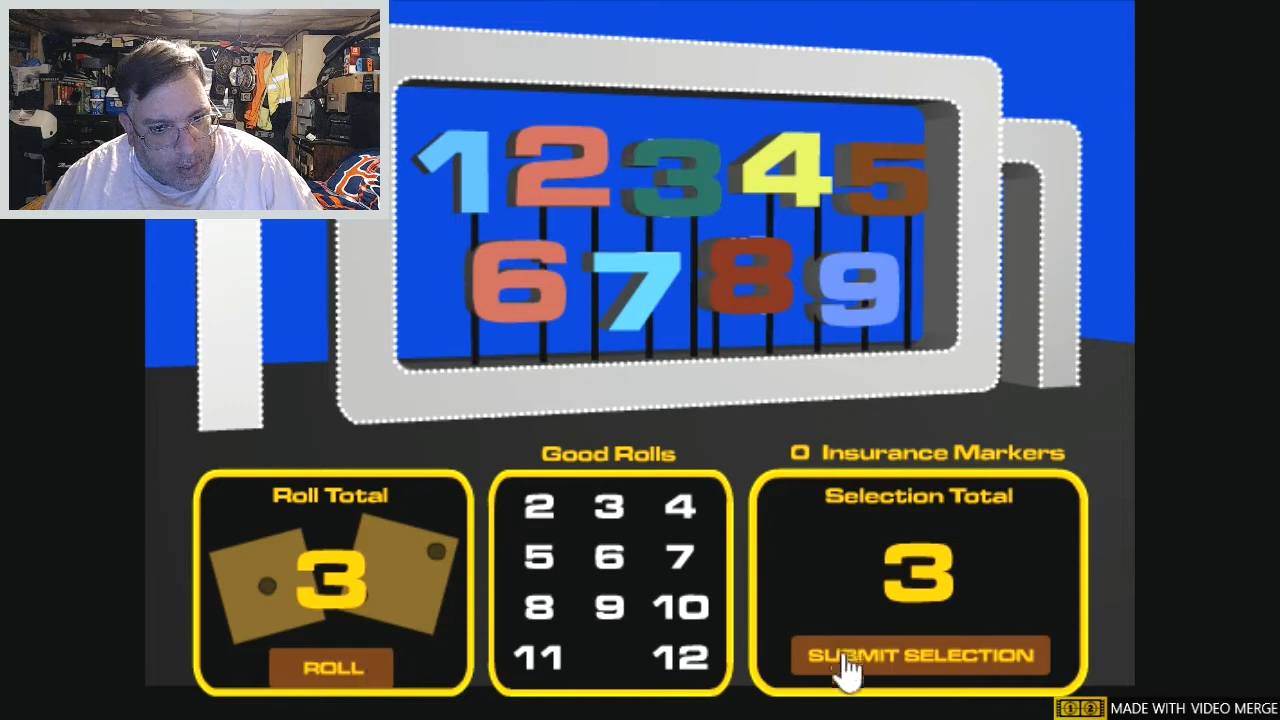 1 2 3 4 5
6 7 8 9
Good Rolls
0 Insurance Markers
Roll Total
3
ROLL
2 3 4
5 6 7
8 9 10
11 12
Selection Total
3
SUBMIT SELECTION
MADE WITH VIDEO MERGE